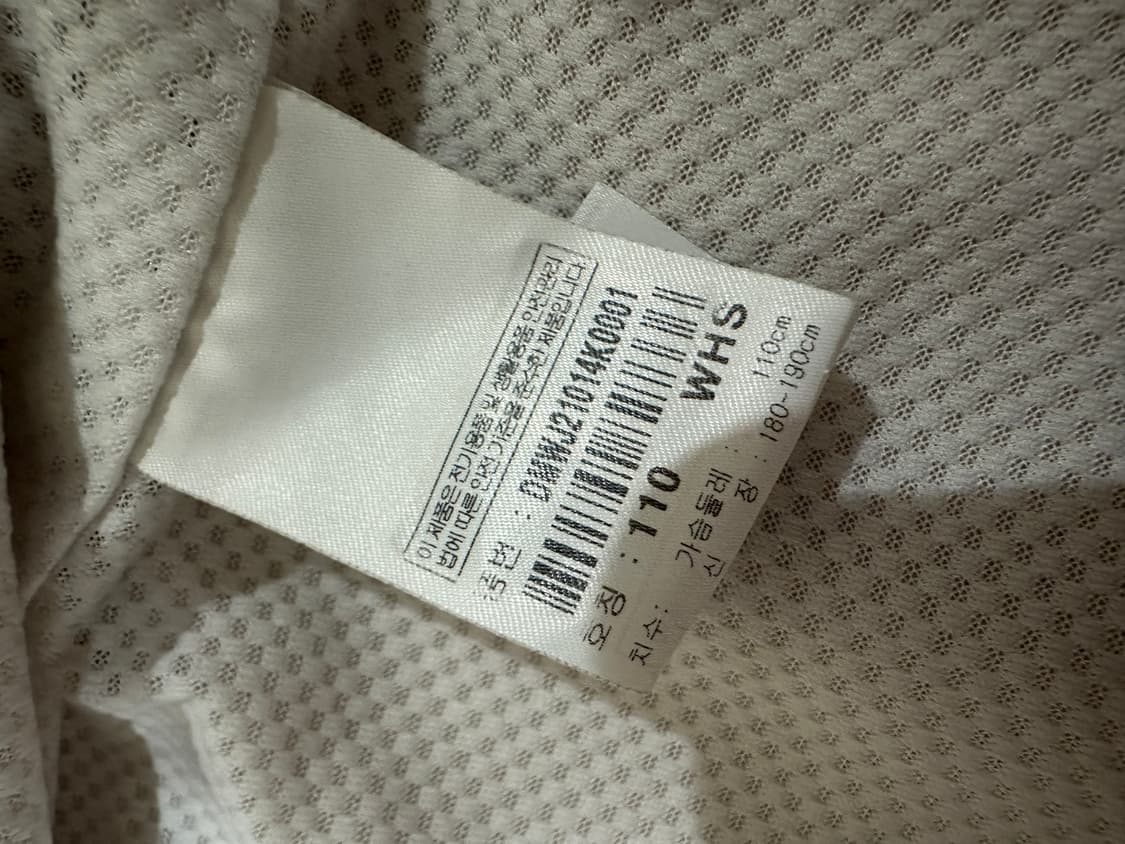 이 제품은 전기용품 및 생활용품 안전관리
법에 따른 안전기준을 준수한 제품입니다
품번 : DWWJ21014K0001
호칭 : 110 WHS
치수: 가슴둘레 : 110cm
신 장 : 180~190cm